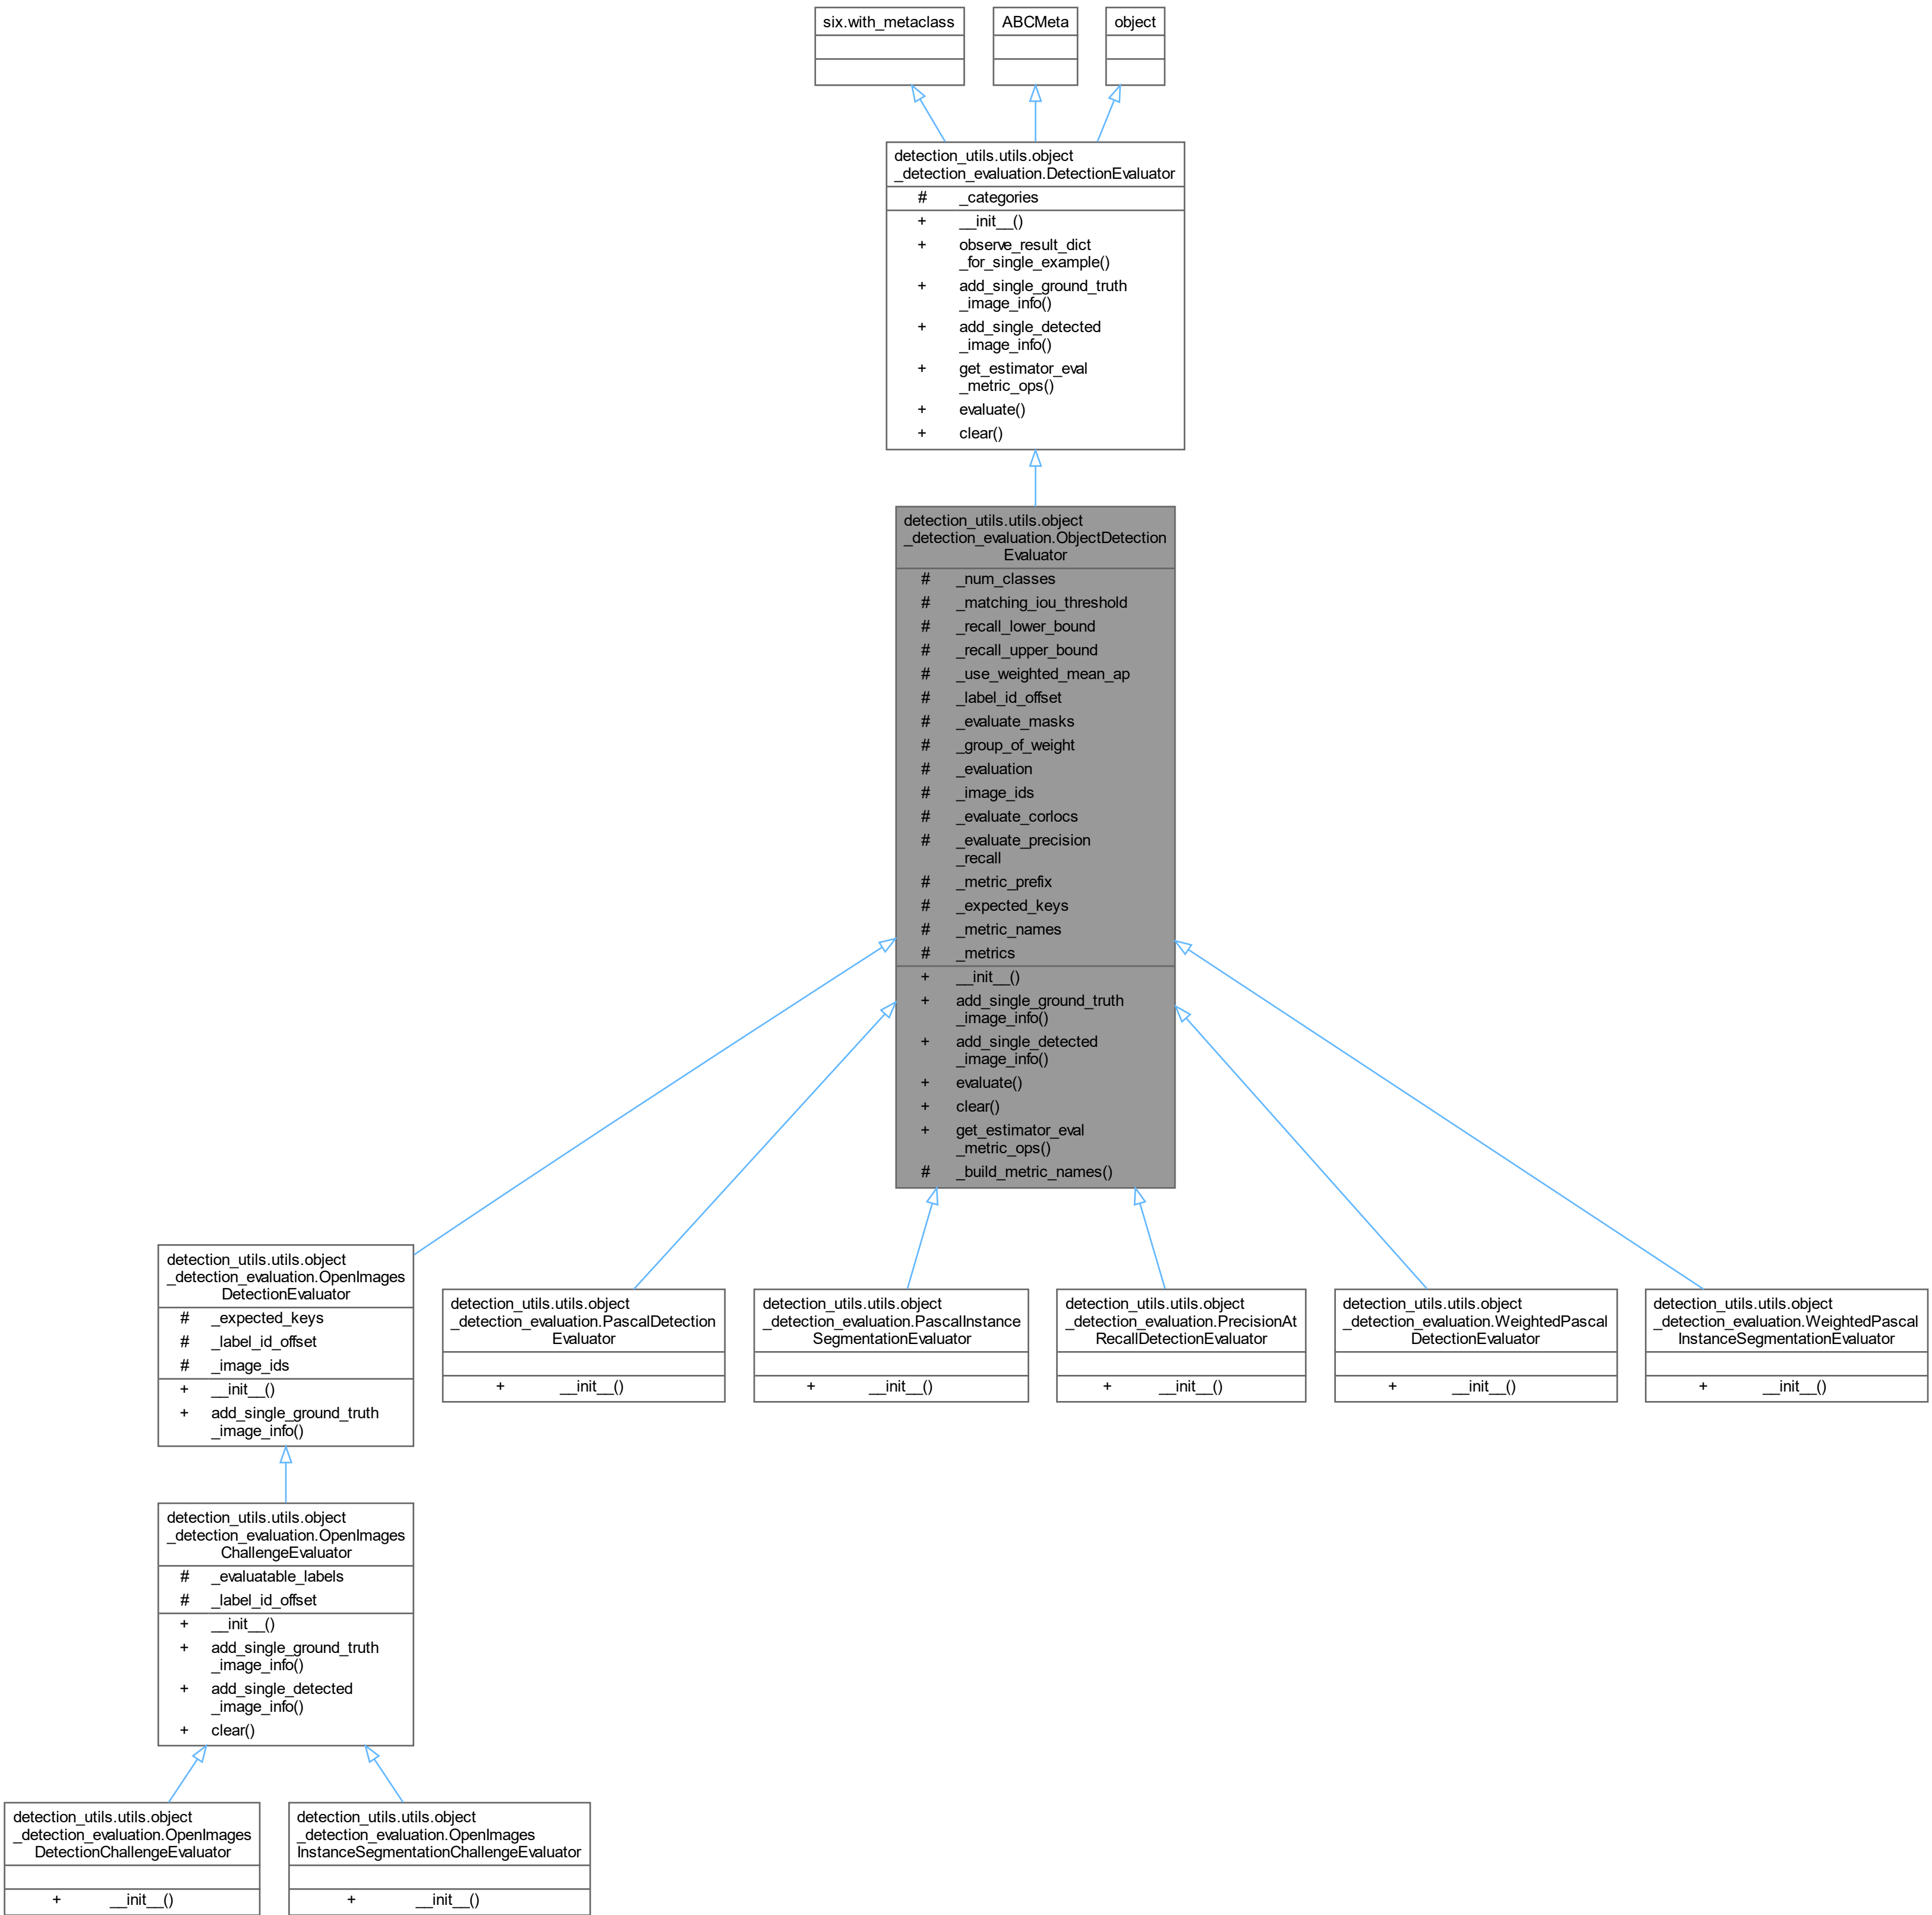 six.with_metaclass
ABCMeta
object
detection_utils.utils.object
_detection_evaluation.DetectionEvaluator
# _categories
+ __init__()
+ observe_result_dict
_for_single_example()
+ add_single_ground_truth
_image_info()
+ add_single_detected
_image_info()
+ get_estimator_eval
_metric_ops()
+ evaluate()
+ clear()
detection_utils.utils.object
_detection_evaluation.ObjectDetection
Evaluator
# _num_classes
# _matching_iou_threshold
# _recall_lower_bound
# _recall_upper_bound
# _use_weighted_mean_ap
# _label_id_offset
# _evaluate_masks
# _group_of_weight
# _evaluation
# _image_ids
# _evaluate_corlocs
# _evaluate_precision
_recall
# _metric_prefix
# _expected_keys
# _metric_names
# _metrics
+ __init__()
+ add_single_ground_truth
_image_info()
+ add_single_detected
_image_info()
+ evaluate()
+ clear()
+ get_estimator_eval
_metric_ops()
# _build_metric_names()
detection_utils.utils.object
_detection_evaluation.OpenImages
DetectionEvaluator
# _expected_keys
# _label_id_offset
# _image_ids
+ __init__()
+ add_single_ground_truth
_image_info()
detection_utils.utils.object
_detection_evaluation.PascalDetection
Evaluator
+ __init__()
detection_utils.utils.object
_detection_evaluation.PascalInstance
SegmentationEvaluator
+ __init__()
detection_utils.utils.object
_detection_evaluation.PrecisionAt
RecallDetectionEvaluator
+ __init__()
detection_utils.utils.object
_detection_evaluation.WeightedPascal
DetectionEvaluator
+ __init__()
detection_utils.utils.object
_detection_evaluation.WeightedPascal
InstanceSegmentationEvaluator
+ __init__()
detection_utils.utils.object
_detection_evaluation.OpenImages
ChallengeEvaluator
# _evaluatable_labels
# _label_id_offset
+ __init__()
+ add_single_ground_truth
_image_info()
+ add_single_detected
_image_info()
+ clear()
detection_utils.utils.object
_detection_evaluation.OpenImages
DetectionChallengeEvaluator
+ __init__()
detection_utils.utils.object
_detection_evaluation.OpenImages
InstanceSegmentationChallengeEvaluator
+ __init__()